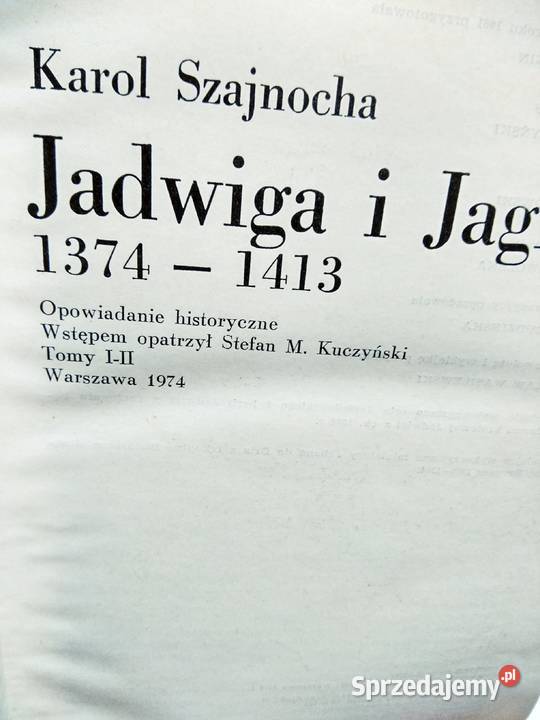 Karol Szajnocha
Jadwiga i Jag
1374 – 1413
Opowiadanie historyczne
Wstępem opatrzył Stefan M. Kuczyński
Tomy I-II
Warszawa 1974
Sprzedajemy.pl